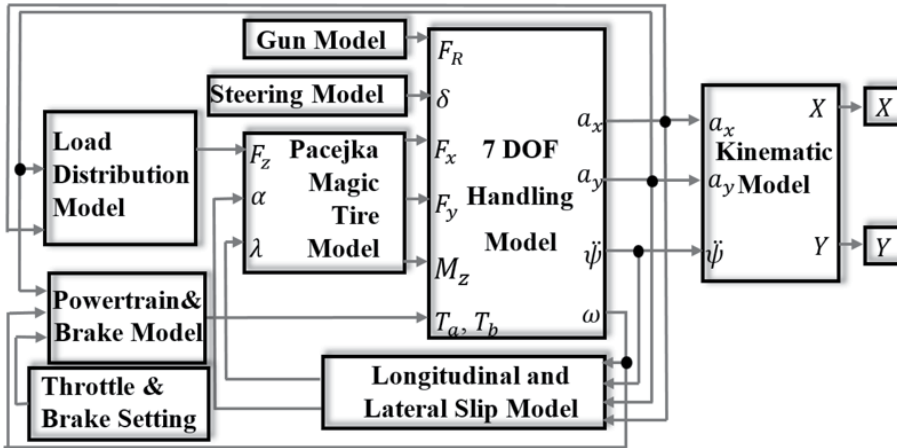 Gun Model
Steering Model
Load
Distribution
Model
F_z
α
λ
Pacejka
Magic
Tire
Model
F_R
δ
F_x
F_y
M_z
T_a, T_b
7 DOF
Handling
Model
a_x
a_y
ψ̈
ω
a_x
a_y
ψ̈
Kinematic
Model
X
Y
X
Y
Powertrain&
Brake Model
Throttle &
Brake Setting
Longitudinal and
Lateral Slip Model